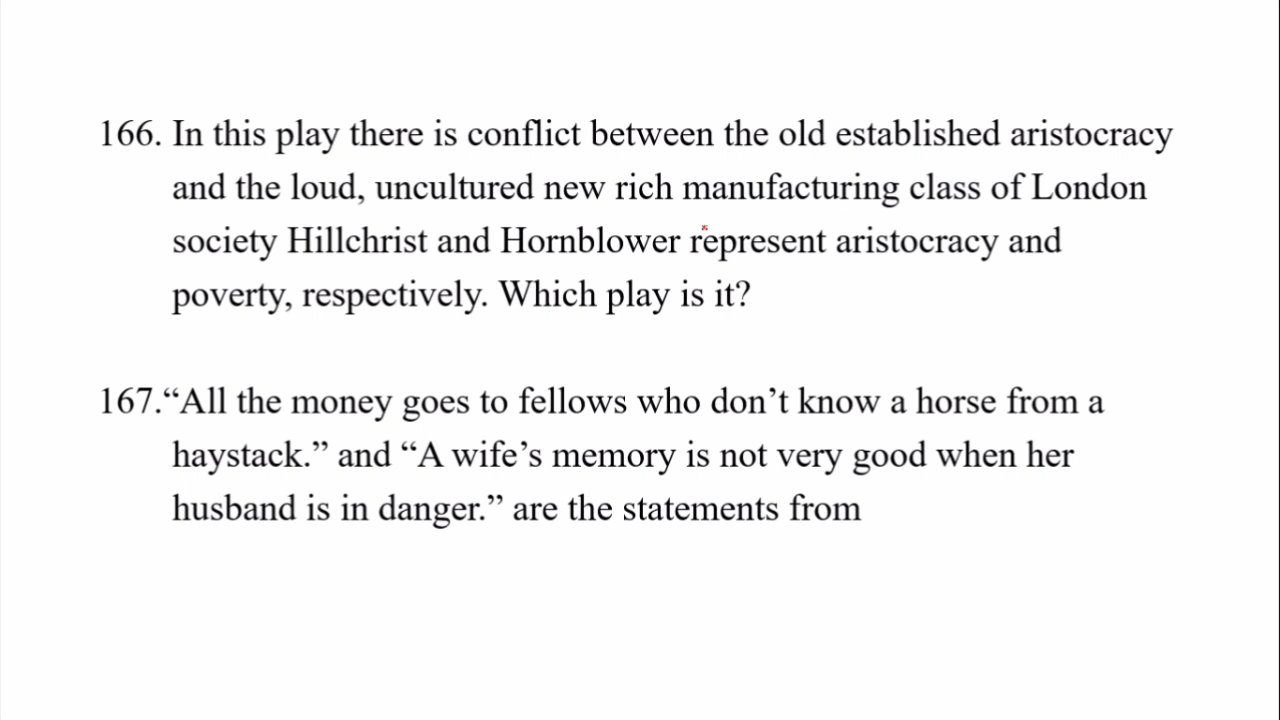 166. In this play there is conflict between the old established aristocracy
and the loud, uncultured new rich manufacturing class of London
society Hillchrist and Hornblower represent aristocracy and
poverty, respectively. Which play is it?
167.“All the money goes to fellows who don’t know a horse from a
haystack.” and “A wife’s memory is not very good when her
husband is in danger.” are the statements from